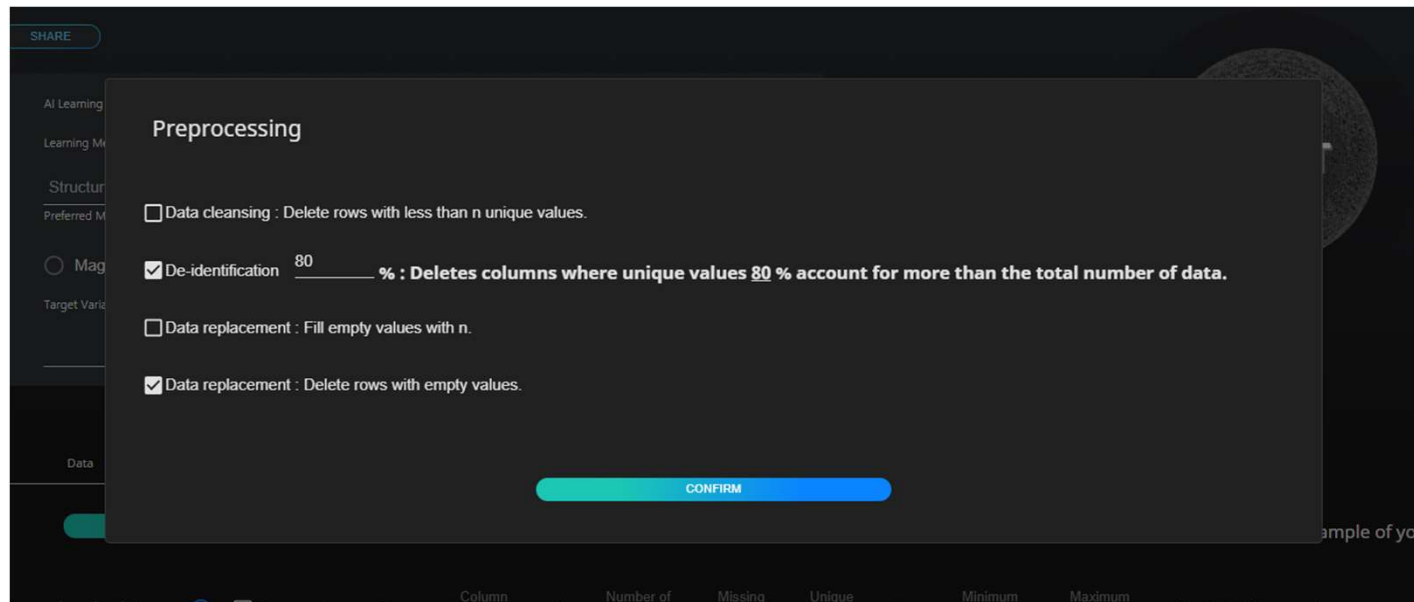 SHARE
AI Learning
Preprocessing
Learning
Structur
Data cleansing : Delete rows with less than n unique values.
Preferred M
Mag
De-identification 80 % : Deletes columns where unique values 80 % account for more than the total number of data.
Target Varia
Data replacement : Fill empty values with n.
Data replacement : Delete rows with empty values.
Data
CONFIRM
ample of yo
Column Number of Missing Unique Minimum Maximum